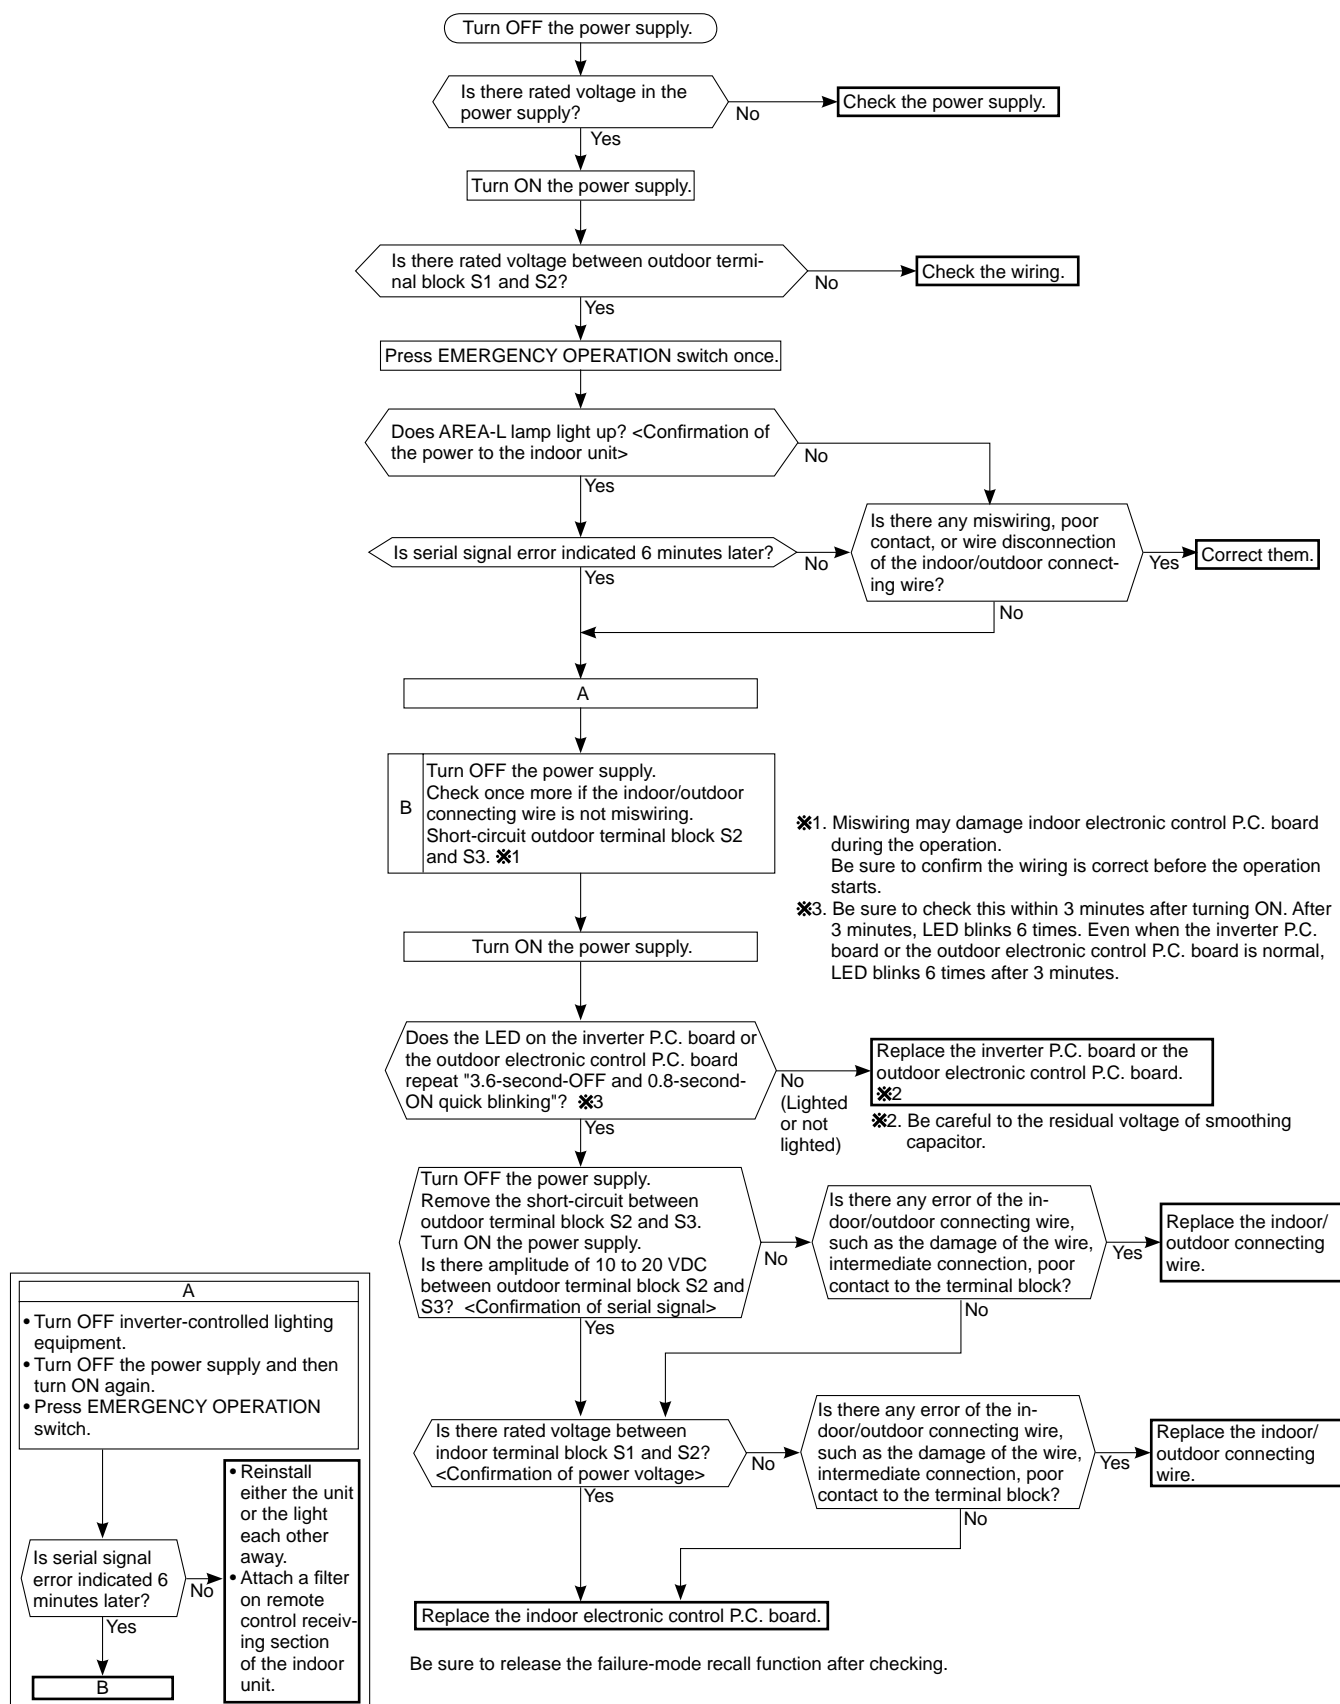 Turn OFF the power supply.
Is there rated voltage in the
power supply?
No
Check the power supply.
Yes
Turn ON the power supply.
Is there rated voltage between outdoor termi-
nal block S1 and S2?
No
Check the wiring.
Yes
Press EMERGENCY OPERATION switch once.
Does AREA-L lamp light up? <Confirmation of
the power to the indoor unit>
No
Yes
Is serial signal error indicated 6 minutes later?
No
Is there any miswiring, poor
contact, or wire disconnection
of the indoor/outdoor connect-
ing wire?
Yes
Correct them.
Yes
No
A
B
Turn OFF the power supply.
Check once more if the indoor/outdoor
connecting wire is not miswiring.
Short-circuit outdoor terminal block S2
and S3. ※1
※1. Miswiring may damage indoor electronic control P.C. board
during the operation.
Be sure to confirm the wiring is correct before the operation
starts.
※3. Be sure to check this within 3 minutes after turning ON. After
3 minutes, LED blinks 6 times. Even when the inverter P.C.
board or the outdoor electronic control P.C. board is normal,
LED blinks 6 times after 3 minutes.
Turn ON the power supply.
Does the LED on the inverter P.C. board or
the outdoor electronic control P.C. board
repeat "3.6-second-OFF and 0.8-second-
ON quick blinking"? ※3
No
(Lighted
or not
lighted)
Replace the inverter P.C. board or the
outdoor electronic control P.C. board.
※2
※2. Be careful to the residual voltage of smoothing
capacitor.
Yes
Turn OFF the power supply.
Remove the short-circuit between
outdoor terminal block S2 and S3.
Turn ON the power supply.
Is there amplitude of 10 to 20 VDC
between outdoor terminal block S2 and
S3? <Confirmation of serial signal>
No
Is there any error of the in-
door/outdoor connecting wire,
such as the damage of the wire,
intermediate connection, poor
contact to the terminal block?
Yes
Replace the indoor/
outdoor connecting
wire.
Yes
No
Is there rated voltage between
indoor terminal block S1 and S2?
<Confirmation of power voltage>
No
Is there any error of the in-
door/outdoor connecting wire,
such as the damage of the wire,
intermediate connection, poor
contact to the terminal block?
Yes
Replace the indoor/
outdoor connecting
wire.
Yes
No
Replace the indoor electronic control P.C. board.
Be sure to release the failure-mode recall function after checking.
A
• Turn OFF inverter-controlled lighting
equipment.
• Turn OFF the power supply and then
turn ON again.
• Press EMERGENCY OPERATION
switch.
Is serial signal
error indicated 6
minutes later?
No
• Reinstall
either the unit
or the light
each other
away.
• Attach a filter
on remote
control receiv-
ing section
of the indoor
unit.
Yes
B